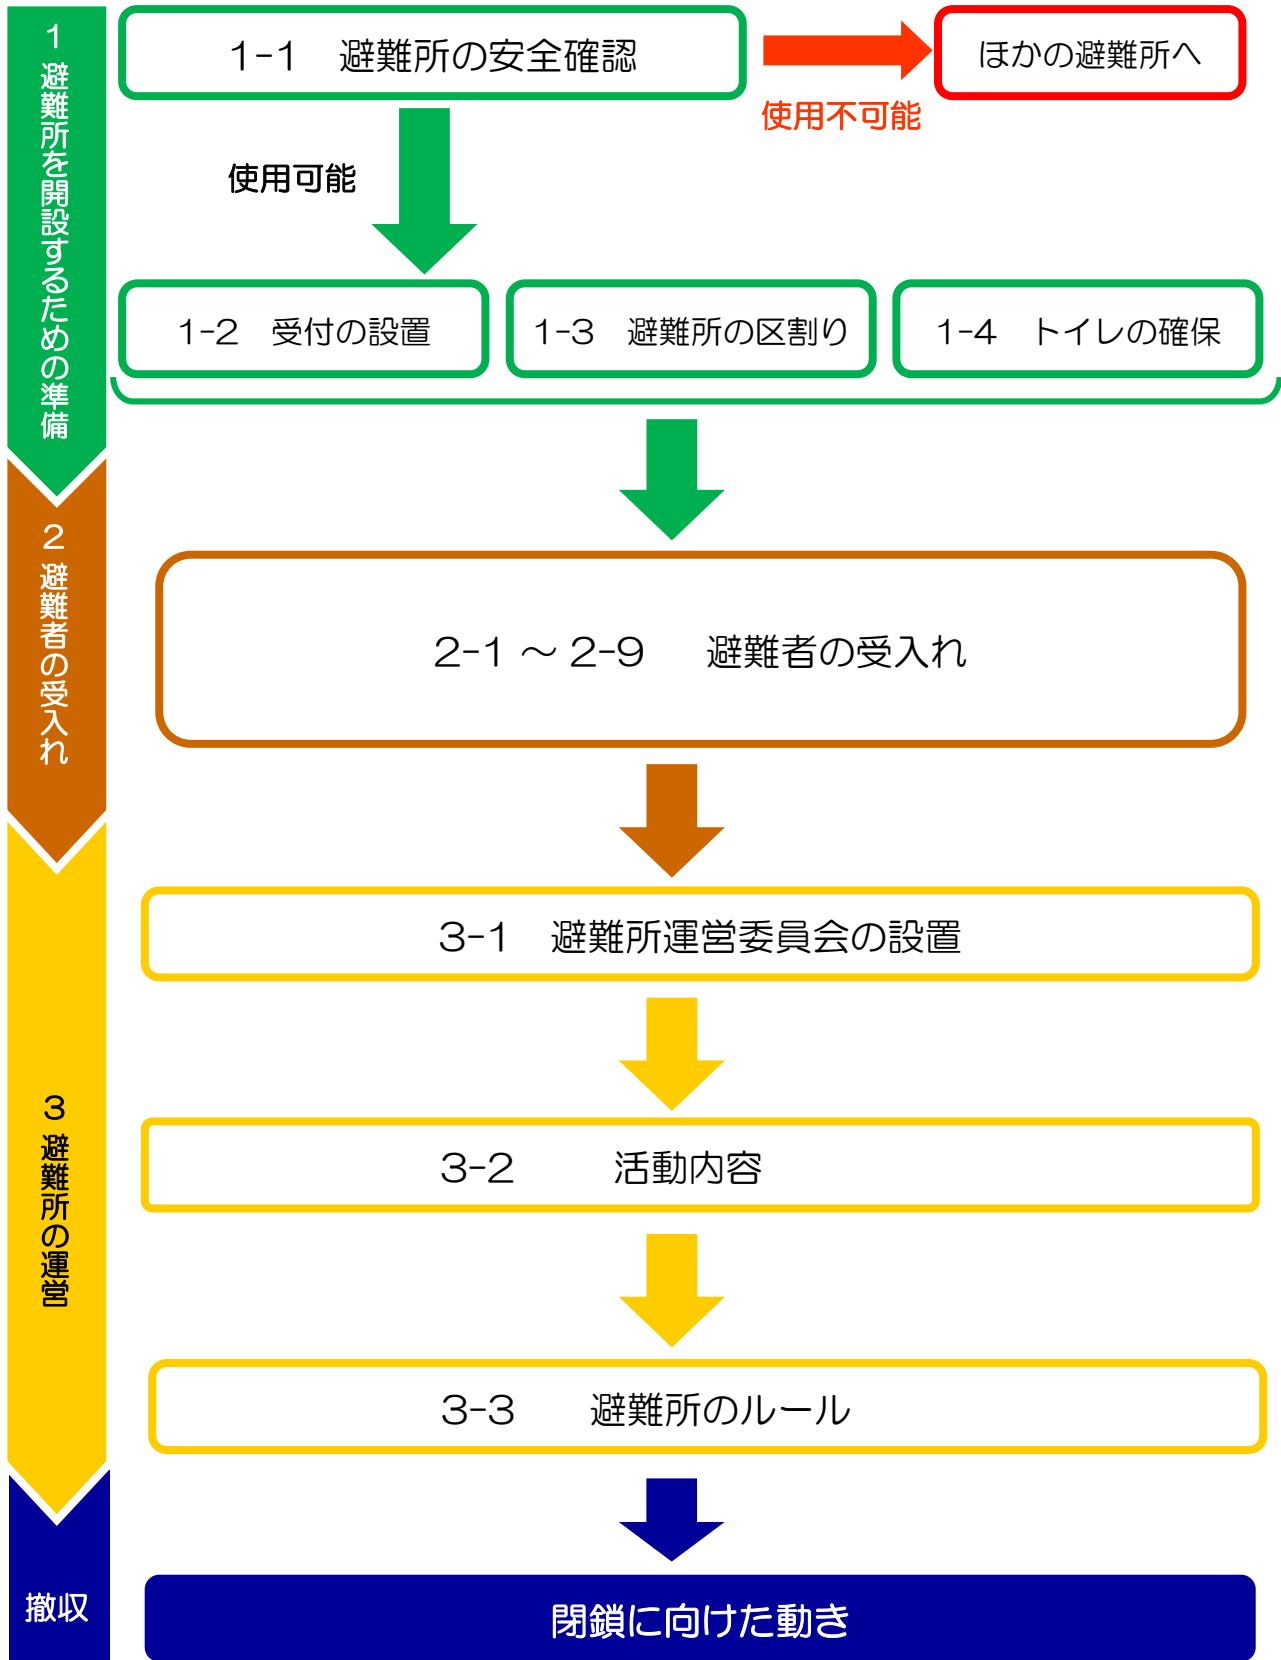 1 避難所を開設するための準備
1-1 避難所の安全確認
ほかの避難所へ
使用不可能
使用可能
1-2 受付の設置
1-3 避難所の区割り
1-4 トイレの確保
2 避難者の受入れ
2-1 ～ 2-9 避難者の受入れ
3 避難所の運営
3-1 避難所運営委員会の設置
3-2 活動内容
3-3 避難所のルール
撤収
閉鎖に向けた動き